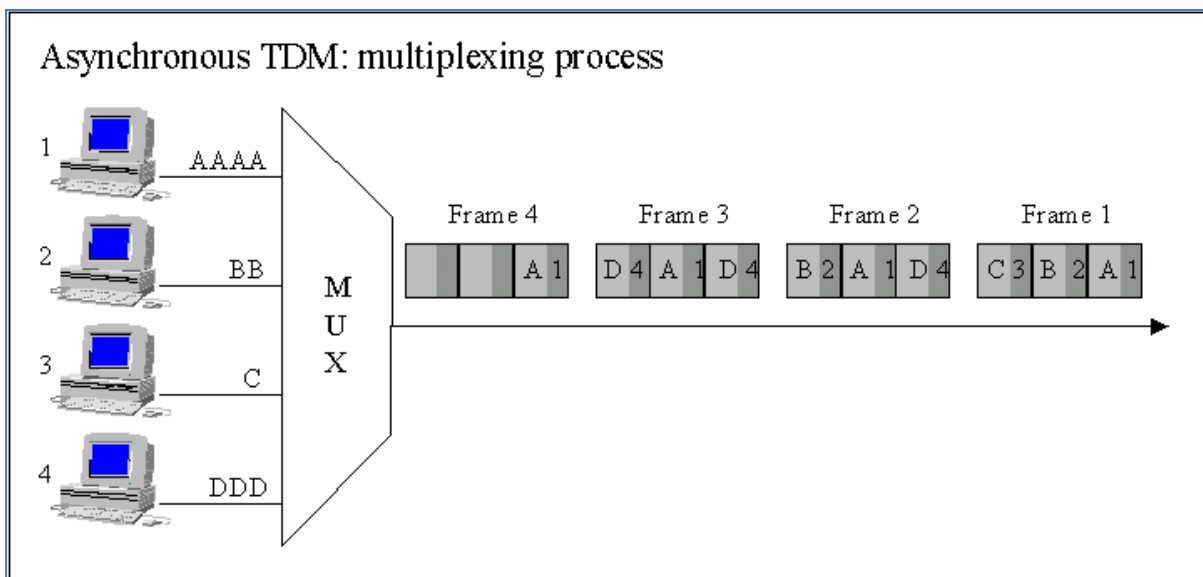 Asynchronous TDM: multiplexing process
1
AAAA
2
BB
3
C
4
DDD
M
U
X
Frame 4 Frame 3 Frame 2 Frame 1
A 1 D 4 A 1 D 4 B 2 A 1 D 4 C 3 B 2 A 1